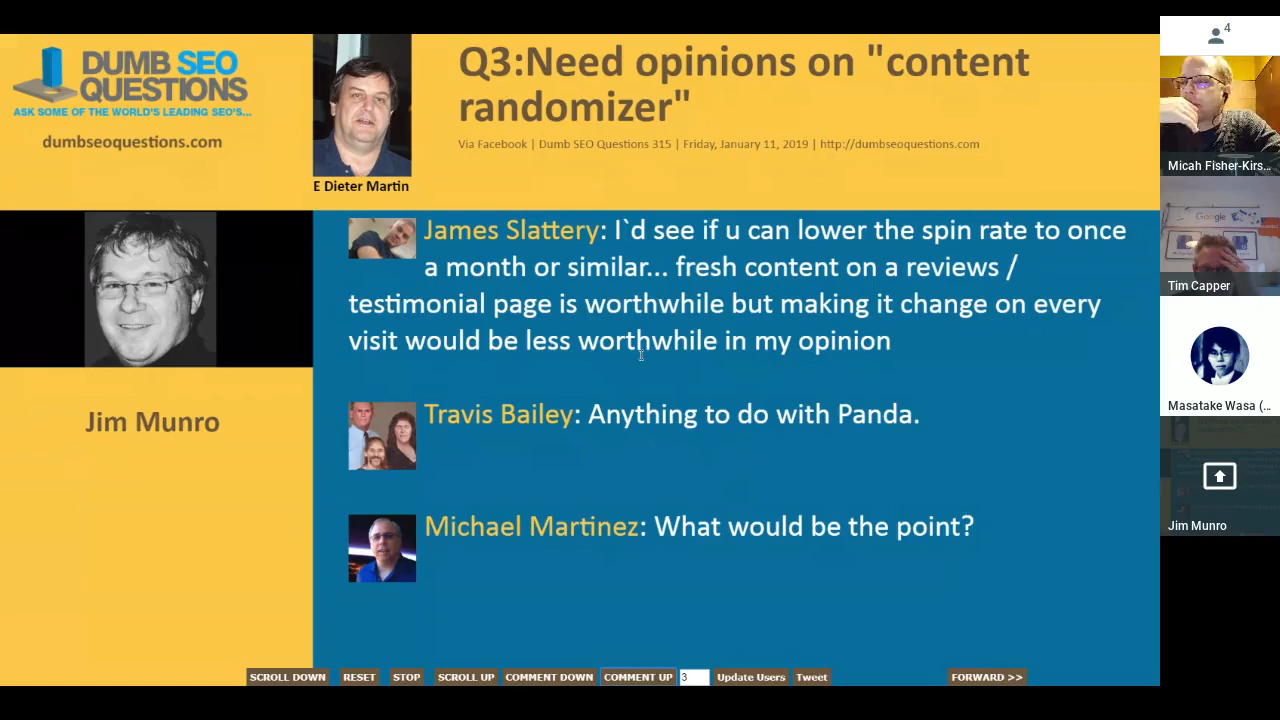 DUMB SEO
QUESTIONS
ASK SOME OF THE WORLD'S LEADING SEO'S...
dumbseoquestions.com
E Dieter Martin
Q3:Need opinions on "content
randomizer"
Via Facebook | Dumb SEO Questions 315 | Friday, January 11, 2019 | http://dumbseoquestions.com
Jim Munro
James Slattery: I`d see if u can lower the spin rate to once
a month or similar... fresh content on a reviews /
testimonial page is worthwhile but making it change on every
visit would be less worthwhile in my opinion
Travis Bailey: Anything to do with Panda.
Michael Martinez: What would be the point?
SCROLL DOWN RESET STOP SCROLL UP COMMENT DOWN COMMENT UP 3 Update Users Tweet FORWARD >>
4
Micah Fisher-Kirs...
Google
Tim Capper
Masatake Wasa (...
Jim Munro